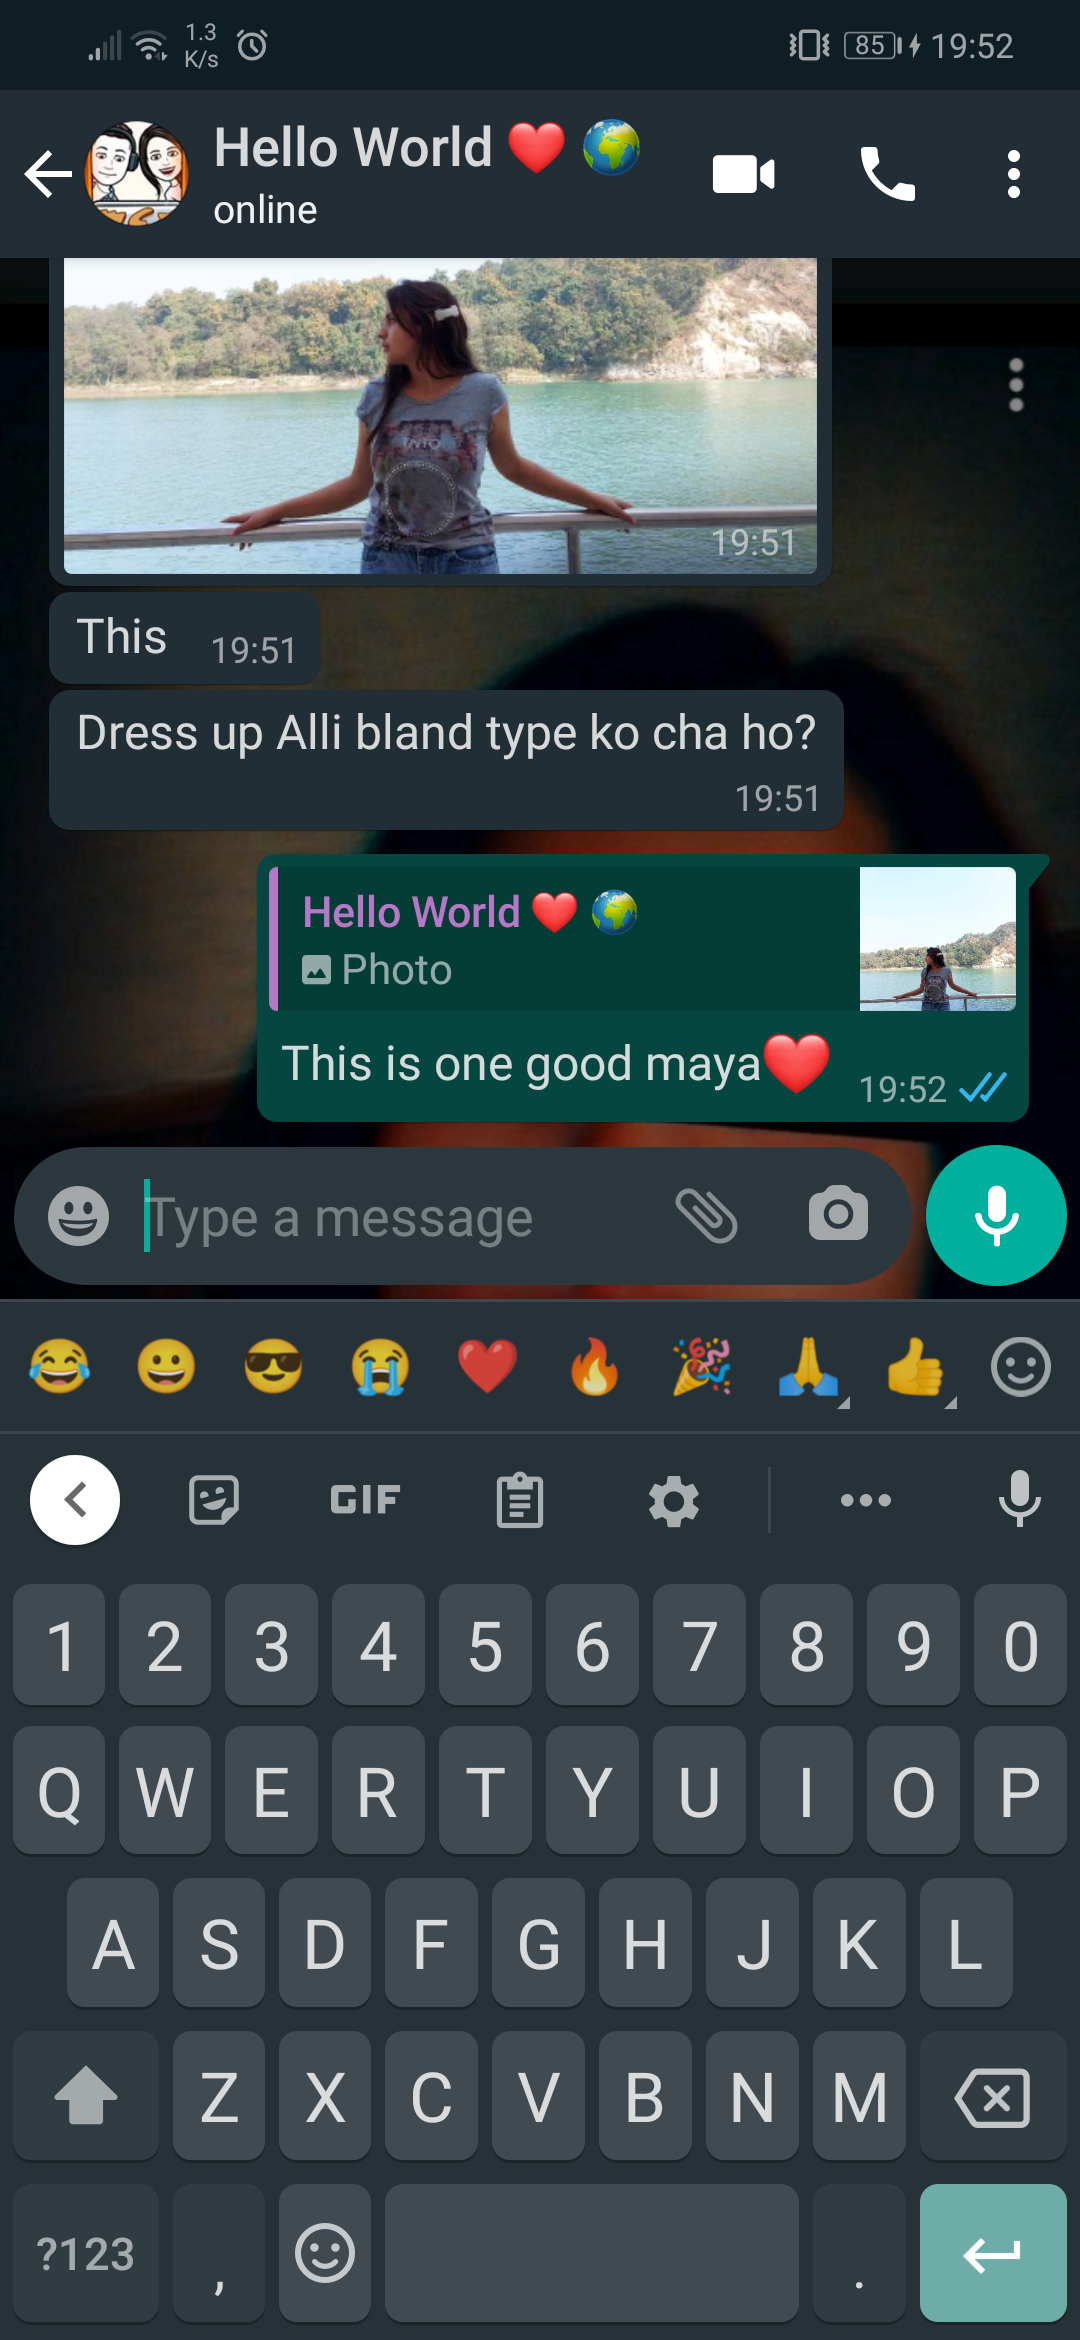 1.3
K/s
85
19:52
Hello World ❤️ 🌍
online
INTO
19:51
This 19:51
Dress up Alli bland type ko cha ho?
19:51
Hello World ❤️ 🌍
Photo
This is one good maya❤️ 19:52
Type a message
😂 😀 😎 😭 ❤️ 🔥 🎉 🙏 👍
GIF
1 2 3 4 5 6 7 8 9 0
Q W E R T Y U I O P
A S D F G H J K L
Z X C V B N M
?123 , .